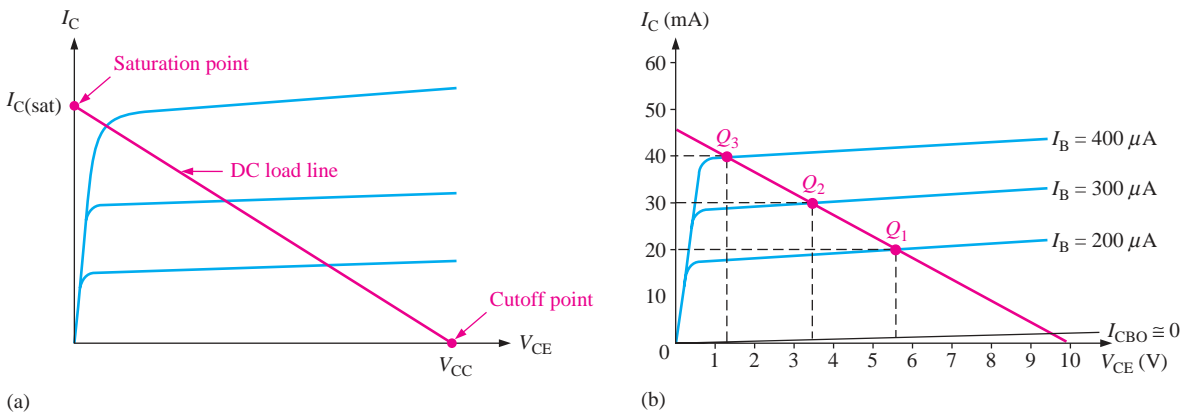 I_C
Saturation point
I_C(sat)
DC load line
Cutoff point
V_CE
V_CC
(a)
I_C (mA)
60
50
40
30
20
10
0
Q_3
Q_2
Q_1
I_B = 400 μA
I_B = 300 μA
I_B = 200 μA
I_CBO ≅ 0
1 2 3 4 5 6 7 8 9 10
V_CE (V)
(b)